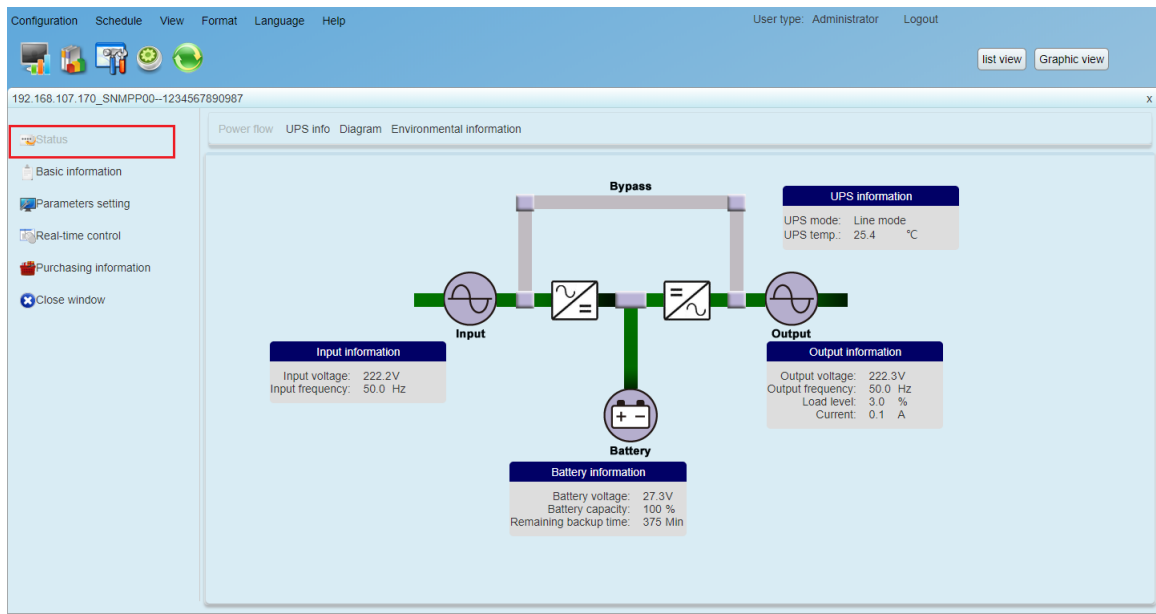 Configuration Schedule View Format Language Help User type: Administrator Logout
list view Graphic view
192.168.107.170_SNMPP00--1234567890987 x
Status
Basic information
Parameters setting
Real-time control
Purchasing information
Close window
Power flow UPS info Diagram Environmental information
Bypass
UPS information
UPS mode: Line mode
UPS temp.: 25.4 ℃
Input
Input information
Input voltage: 222.2V
Input frequency: 50.0 Hz
Output
Output information
Output voltage: 222.3V
Output frequency: 50.0 Hz
Load level: 3.0 %
Current: 0.1 A
Battery
Battery information
Battery voltage: 27.3V
Battery capacity: 100 %
Remaining backup time: 375 Min